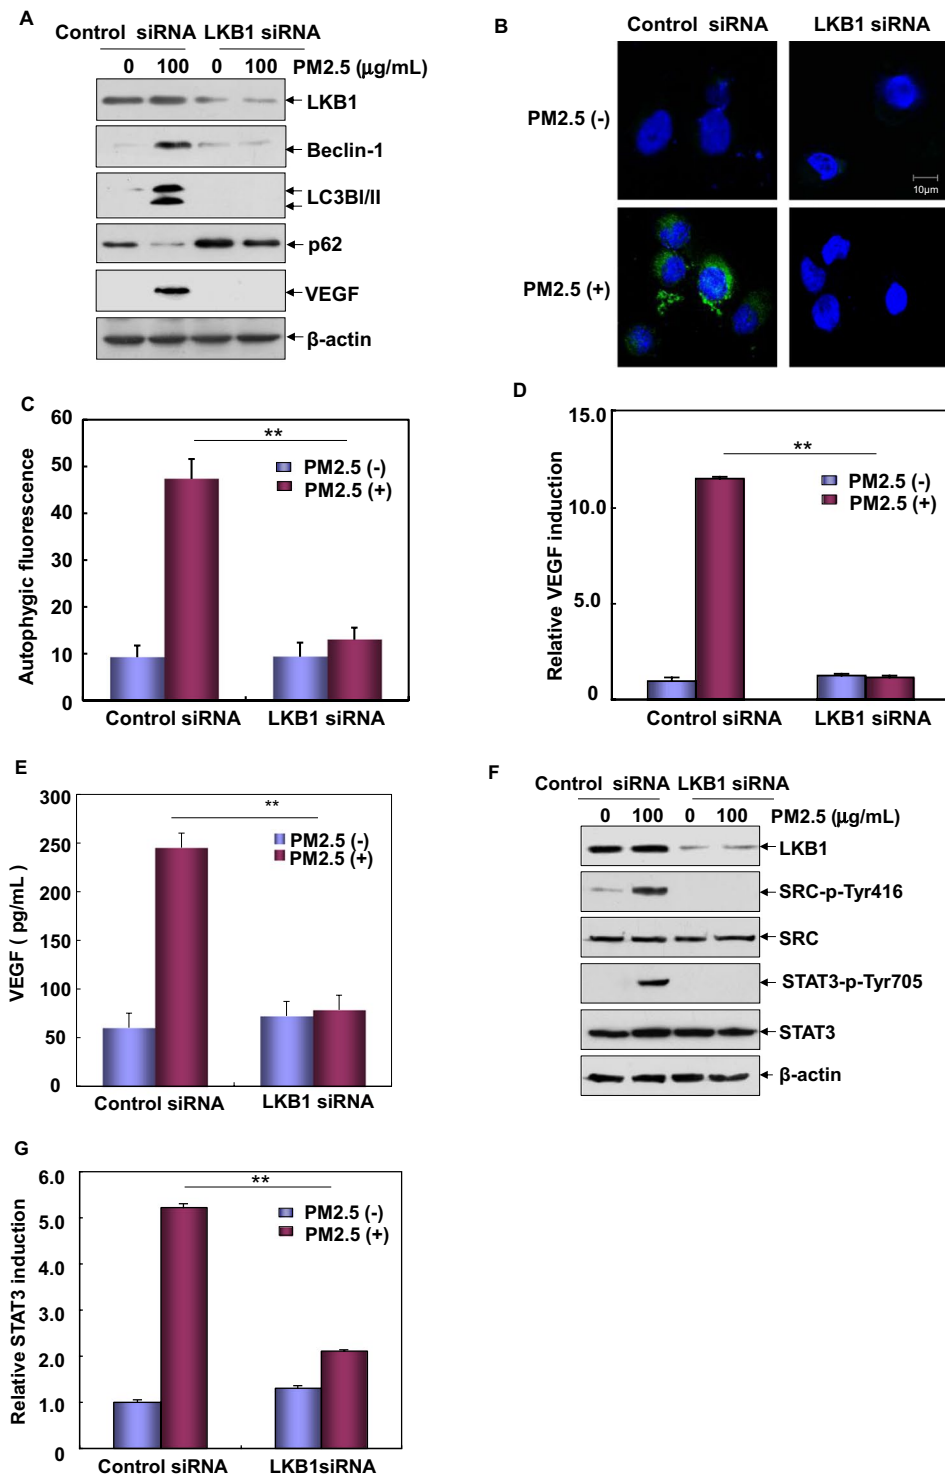 A
Control siRNA LKB1 siRNA
0 100 0 100 PM2.5 (μg/mL)
LKB1
Beclin-1
LC3BI/II
p62
VEGF
β-actin
B
Control siRNA LKB1 siRNA
PM2.5 (-)
10μm
PM2.5 (+)
C
60
50
40
30
20
10
0
Autophygic fluorescence
**
PM2.5 (-)
PM2.5 (+)
Control siRNA LKB1 siRNA
D
15.0
10.0
5.0
0
Relative VEGF induction
**
PM2.5 (-)
PM2.5 (+)
Control siRNA LKB1 siRNA
E
300
250
200
150
100
50
0
VEGF ( pg/mL )
**
PM2.5 (-)
PM2.5 (+)
Control siRNA LKB1 siRNA
F
Control siRNA LKB1 siRNA
0 100 0 100 PM2.5 (μg/mL)
LKB1
SRC-p-Tyr416
SRC
STAT3-p-Tyr705
STAT3
β-actin
G
6.0
5.0
4.0
3.0
2.0
1.0
0
Relative STAT3 induction
**
PM2.5 (-)
PM2.5 (+)
Control siRNA LKB1siRNA